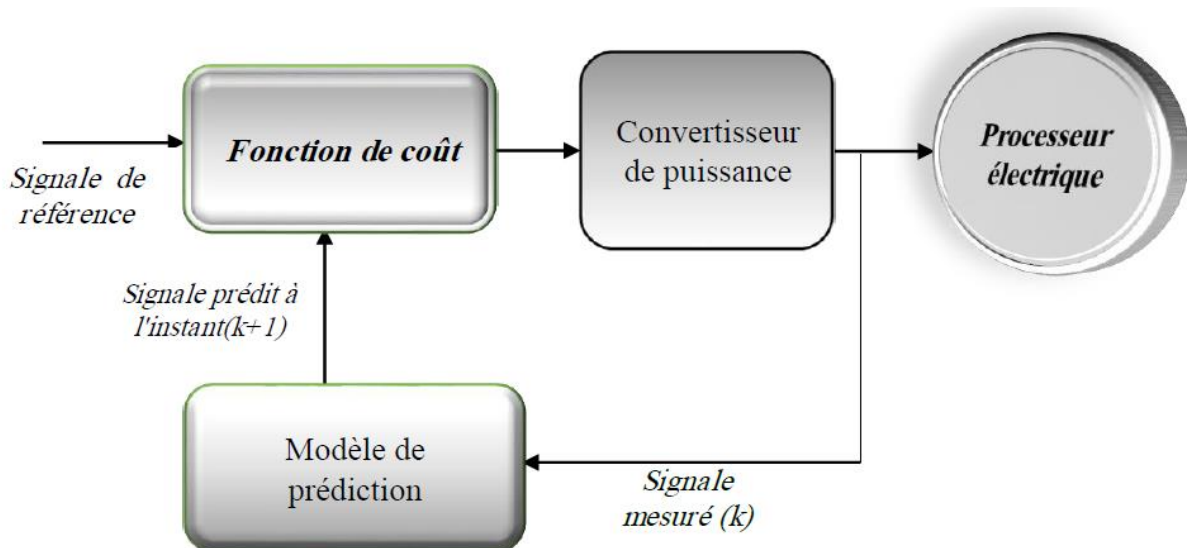 Signale de
référence
Fonction de coût
Convertisseur
de puissance
Processeur
électrique
Signale prédit à
l'instant(k+1)
Modèle de
prédiction
Signale
mesuré (k)